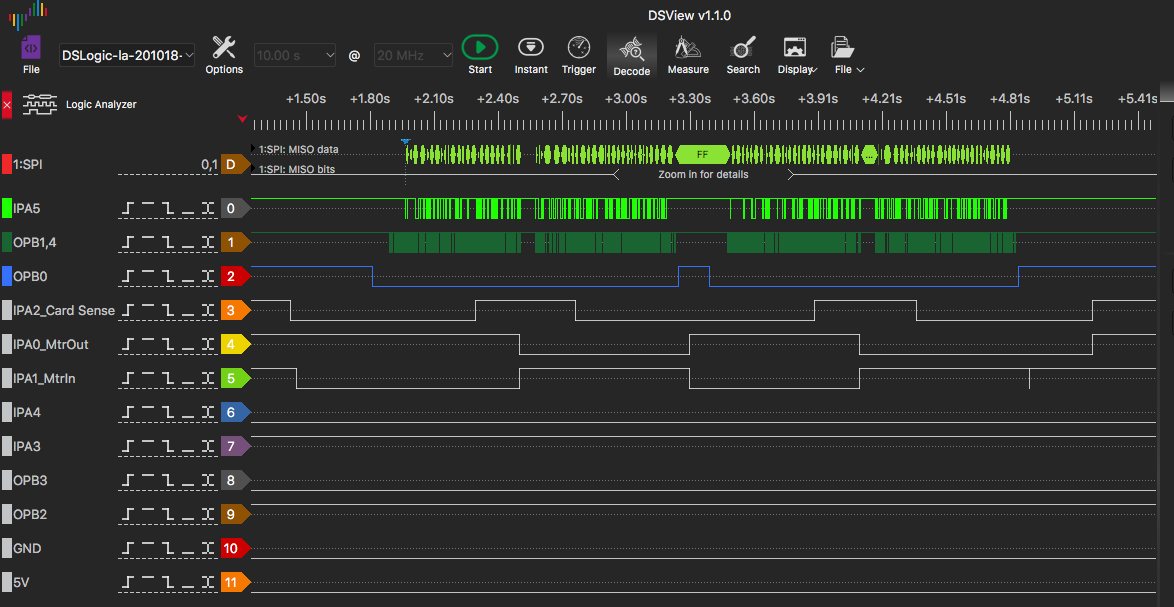 DSView v1.1.0
DSLogic-la-201018-
10.00 s
@
20 MHz
File
Options
Start
Instant
Trigger
Decode
Measure
Search
Display
File
Logic Analyzer
+1.50s +1.80s +2.10s +2.40s +2.70s +3.00s +3.30s +3.60s +3.91s +4.21s +4.51s +4.81s +5.11s +5.41s
1:SPI: MISO data
1:SPI 0,1 D
FF
...
1:SPI: MISO bits
Zoom in for details
IPA5 0
OPB1,4 1
OPB0 2
IPA2_Card Sense 3
IPA0_MtrOut 4
IPA1_MtrIn 5
IPA4 6
IPA3 7
OPB3 8
OPB2 9
GND 10
5V 11